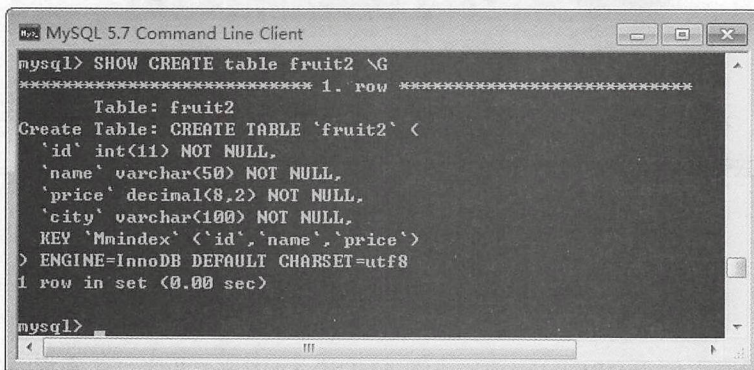 MySQL 5.7 Command Line Client
mysql> SHOW CREATE table fruit2 \G
*************************** 1. row ***************************
Table: fruit2
Create Table: CREATE TABLE `fruit2` (
`id` int(11) NOT NULL,
`name` varchar(50) NOT NULL,
`price` decimal(8,2) NOT NULL,
`city` varchar(100) NOT NULL,
KEY `Mmindex` (`id`,`name`,`price`)
) ENGINE=InnoDB DEFAULT CHARSET=utf8
1 row in set (0.00 sec)
mysql>